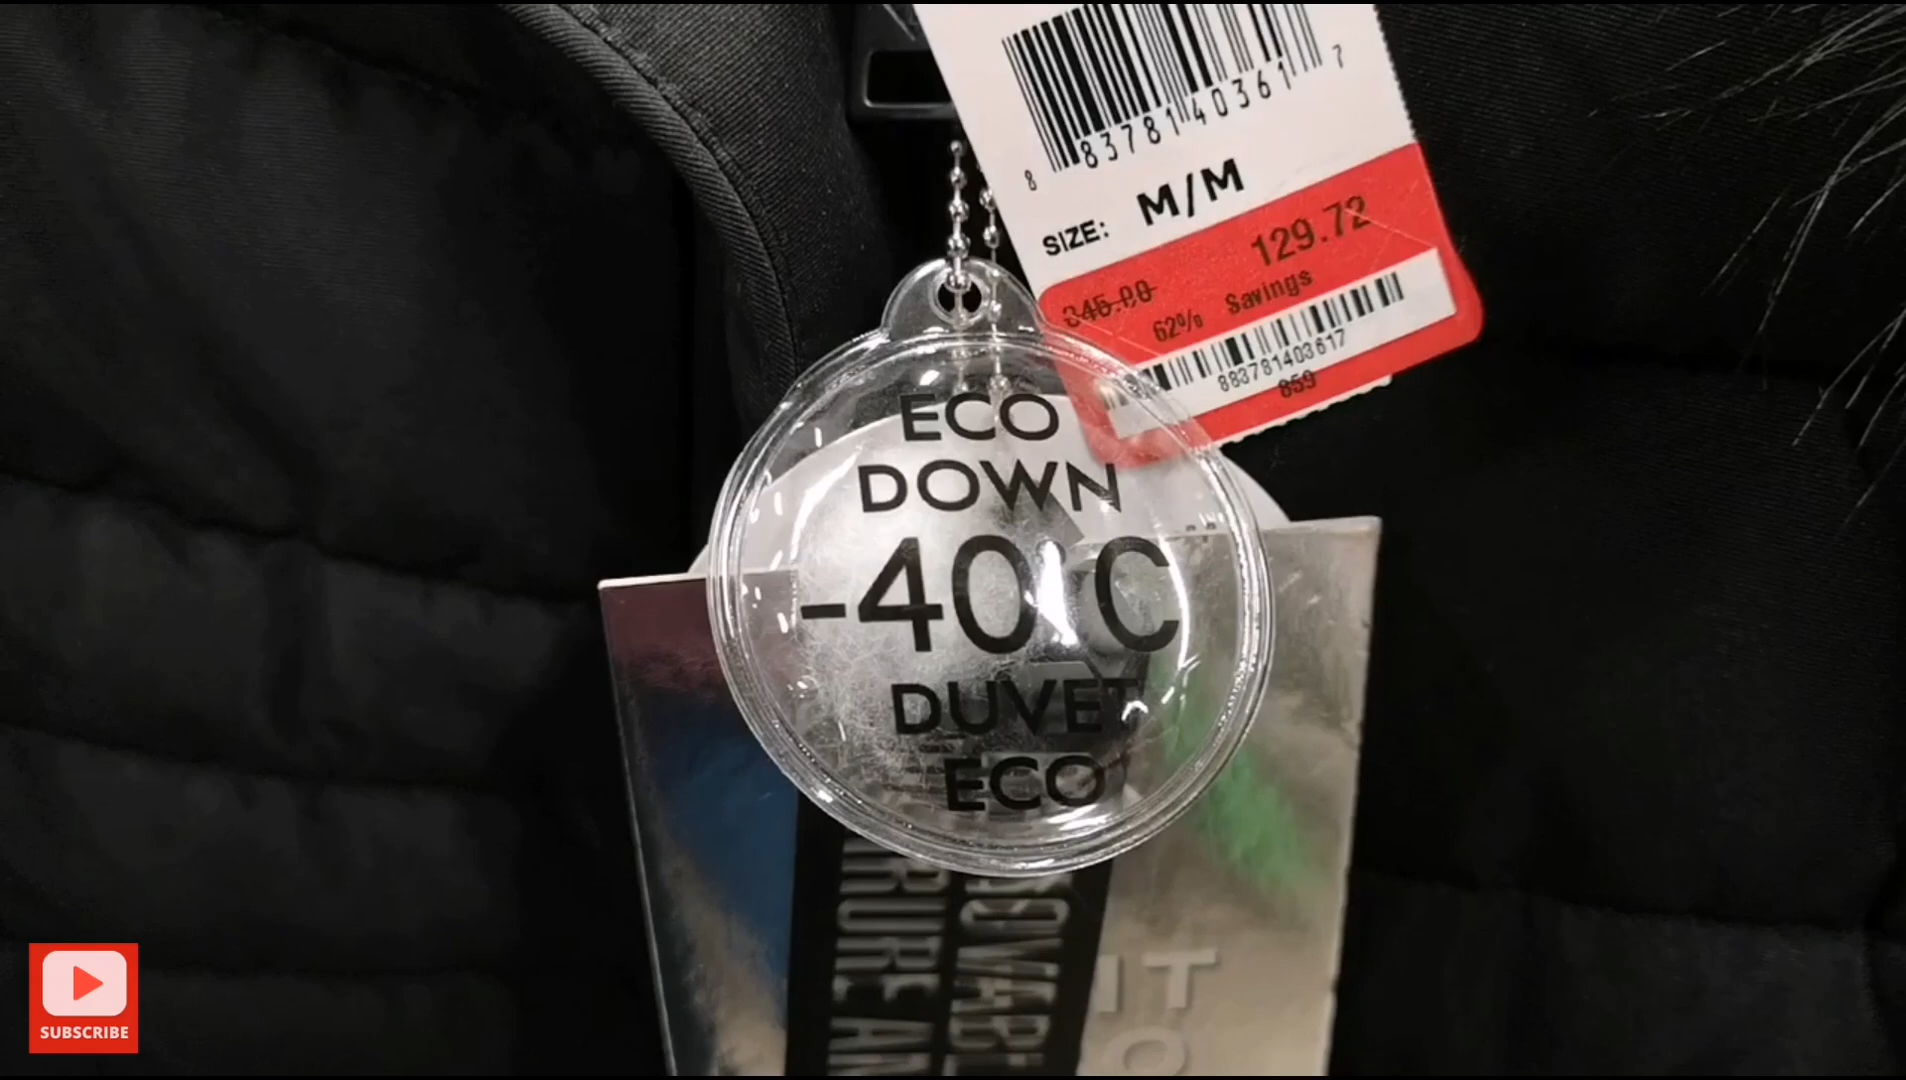 8 83781 40361 7
SIZE: M/M
129.72
345.00
62% Savings
883781403617
859
ECO
DOWN
-40°C
DUVET
ECO
IT
SUBSCRIBE